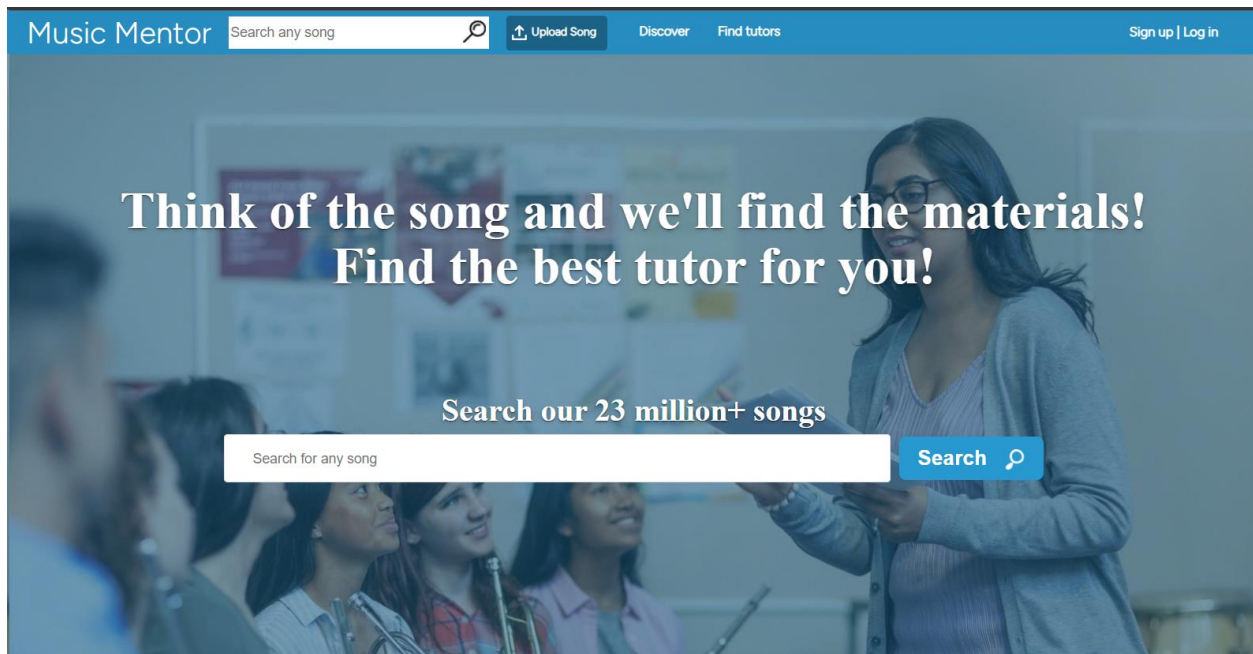 Music Mentor
Search any song
Upload Song
Discover
Find tutors
Sign up | Log in
Think of the song and we'll find the materials!
Find the best tutor for you!
Search our 23 million+ songs
Search for any song
Search